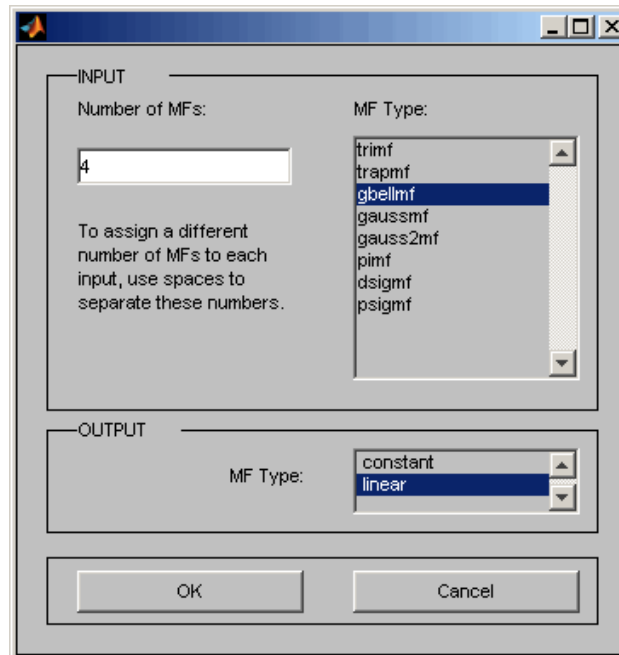 INPUT
Number of MFs:
4
To assign a different
number of MFs to each
input, use spaces to
separate these numbers.
MF Type:
trimf
trapmf
gbellmf
gaussmf
gauss2mf
pimf
dsigmf
psigmf
OUTPUT
MF Type:
constant
linear
OK
Cancel